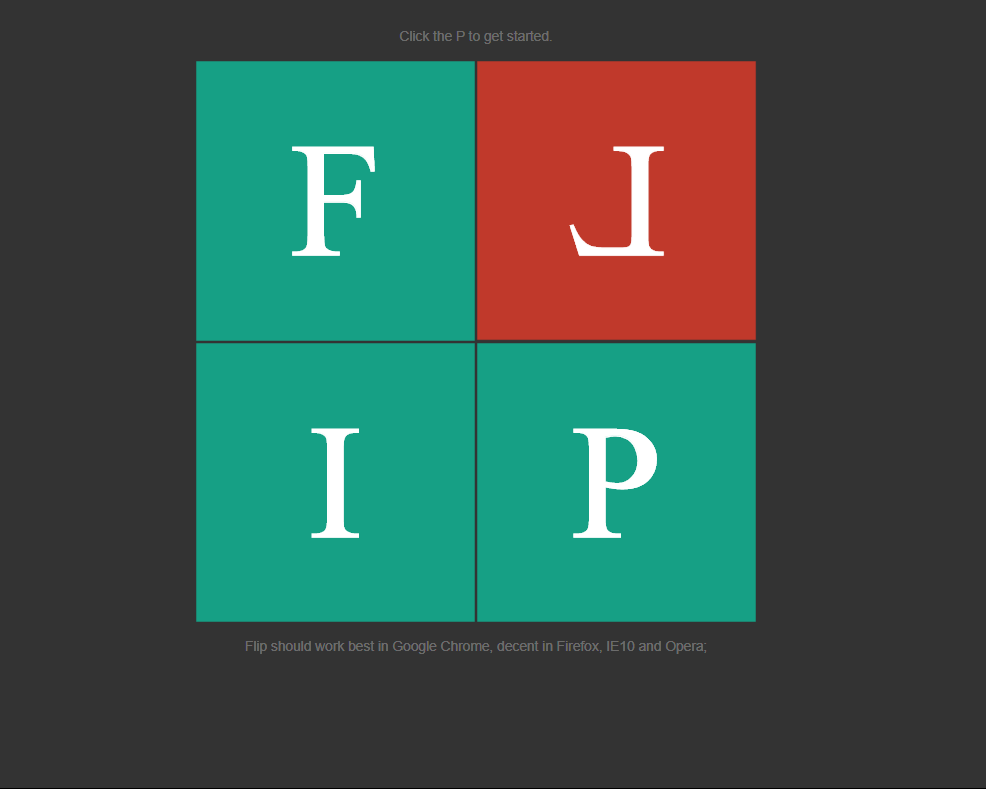 Click the P to get started.
F L
I P
Flip should work best in Google Chrome, decent in Firefox, IE10 and Opera;